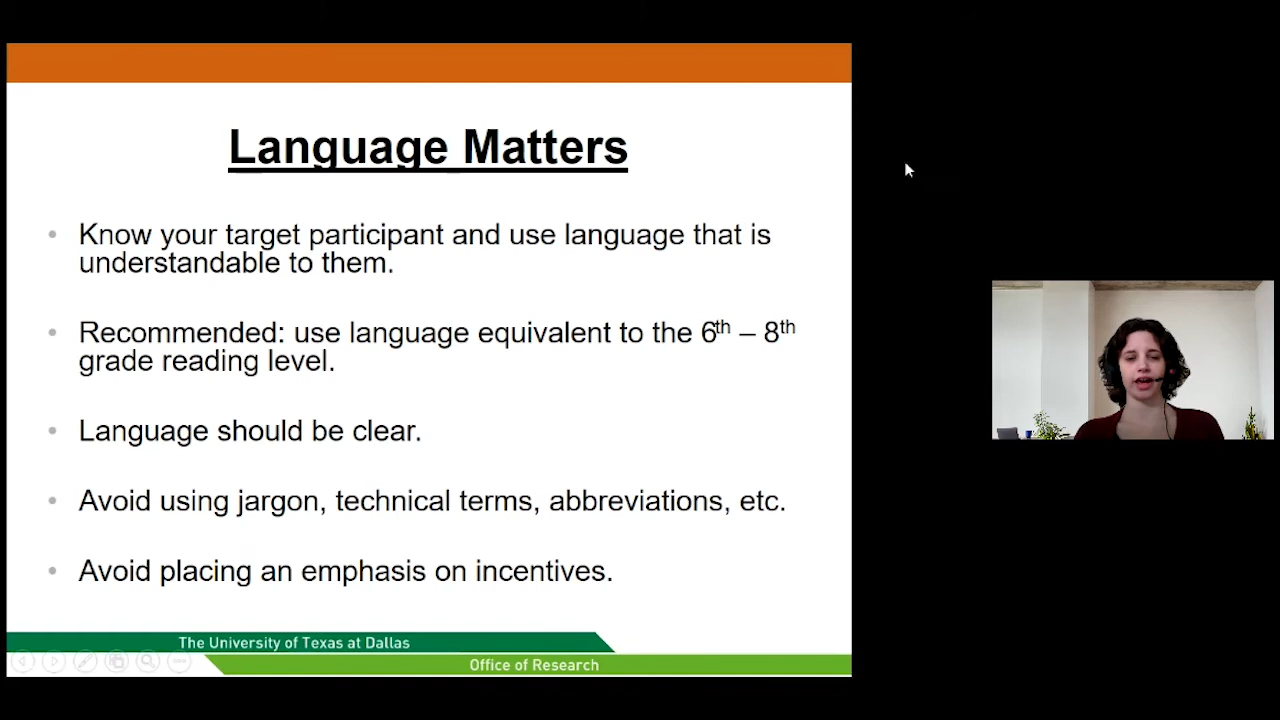 Language Matters
Know your target participant and use language that is
understandable to them.
Recommended: use language equivalent to the 6th – 8th
grade reading level.
Language should be clear.
Avoid using jargon, technical terms, abbreviations, etc.
Avoid placing an emphasis on incentives.
The University of Texas at Dallas
Office of Research